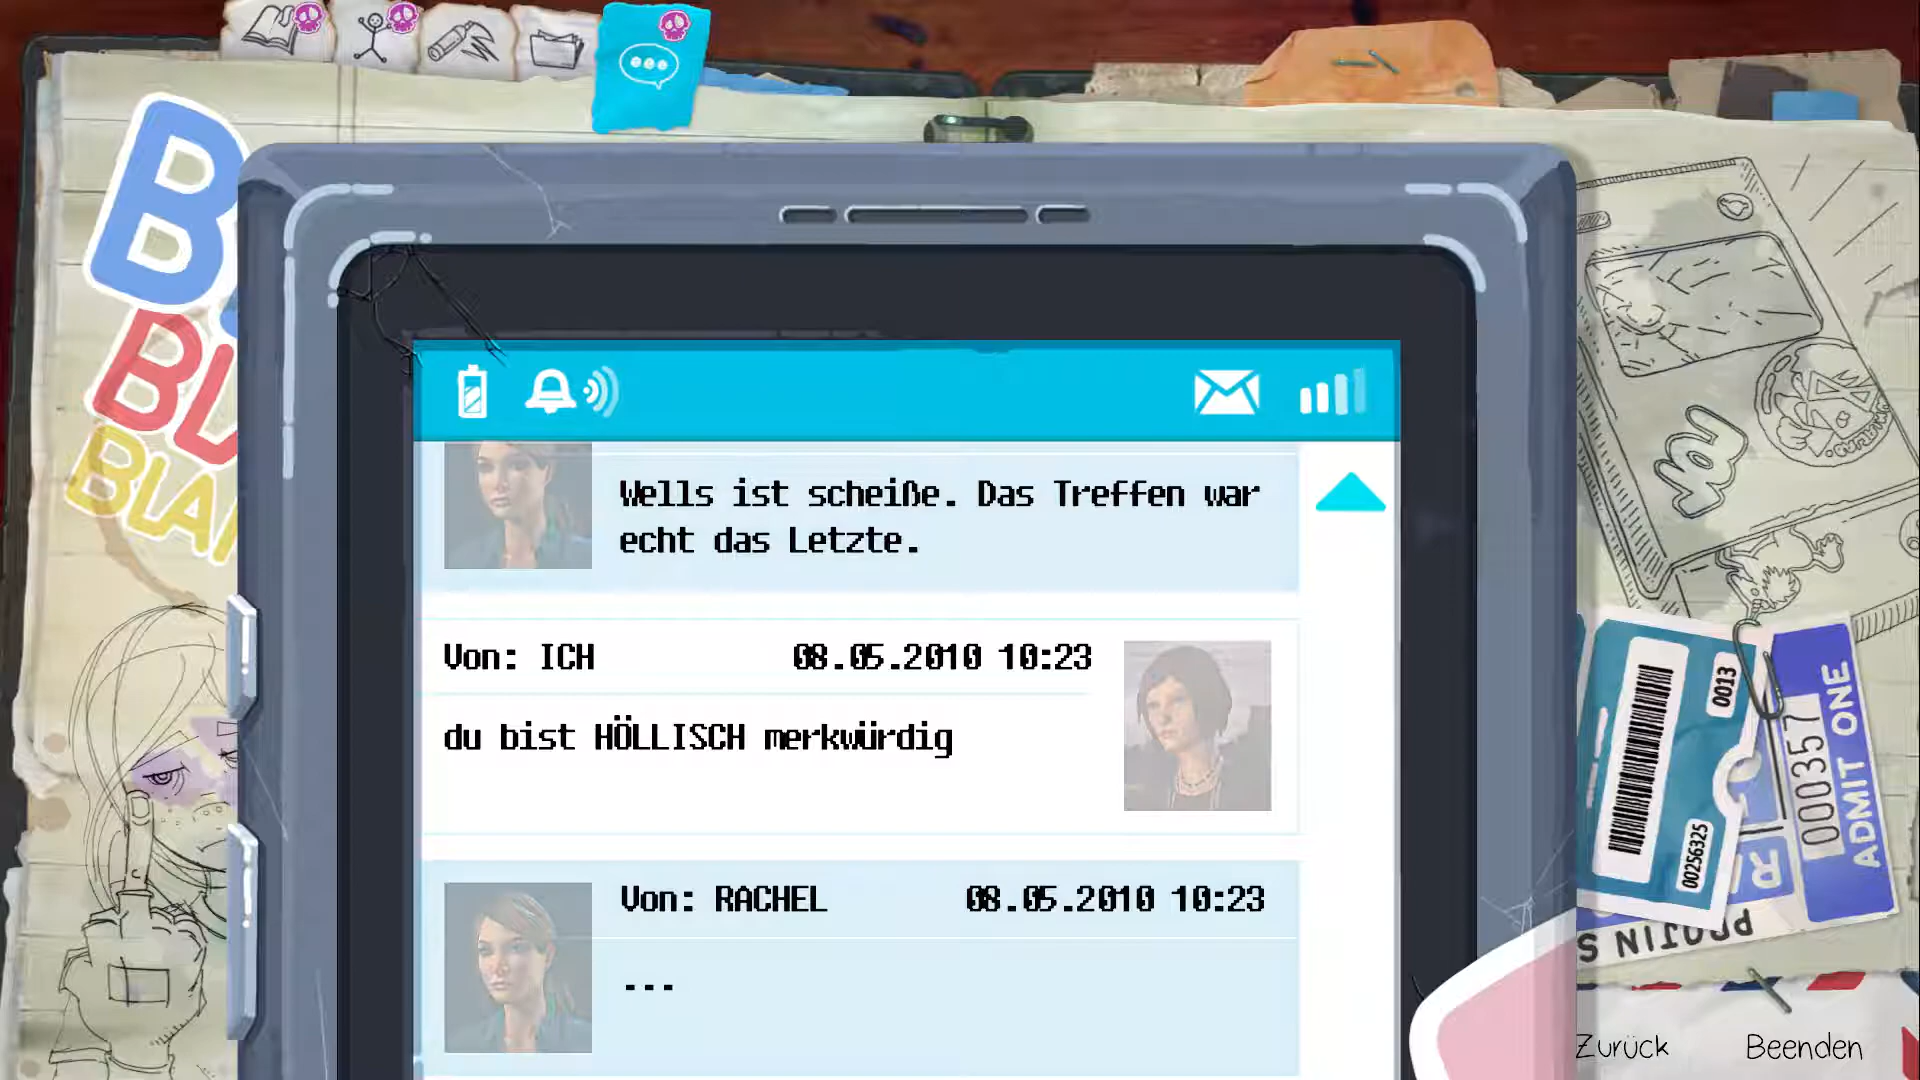 Wells ist scheiße. Das Treffen war
echt das Letzte.
Von: ICH 08.05.2010 10:23
du bist HÖLLISCH merkwürdig
Von: RACHEL 08.05.2010 10:23
...
0013
00256325
000357
ADMIT ONE
Zurück Beenden